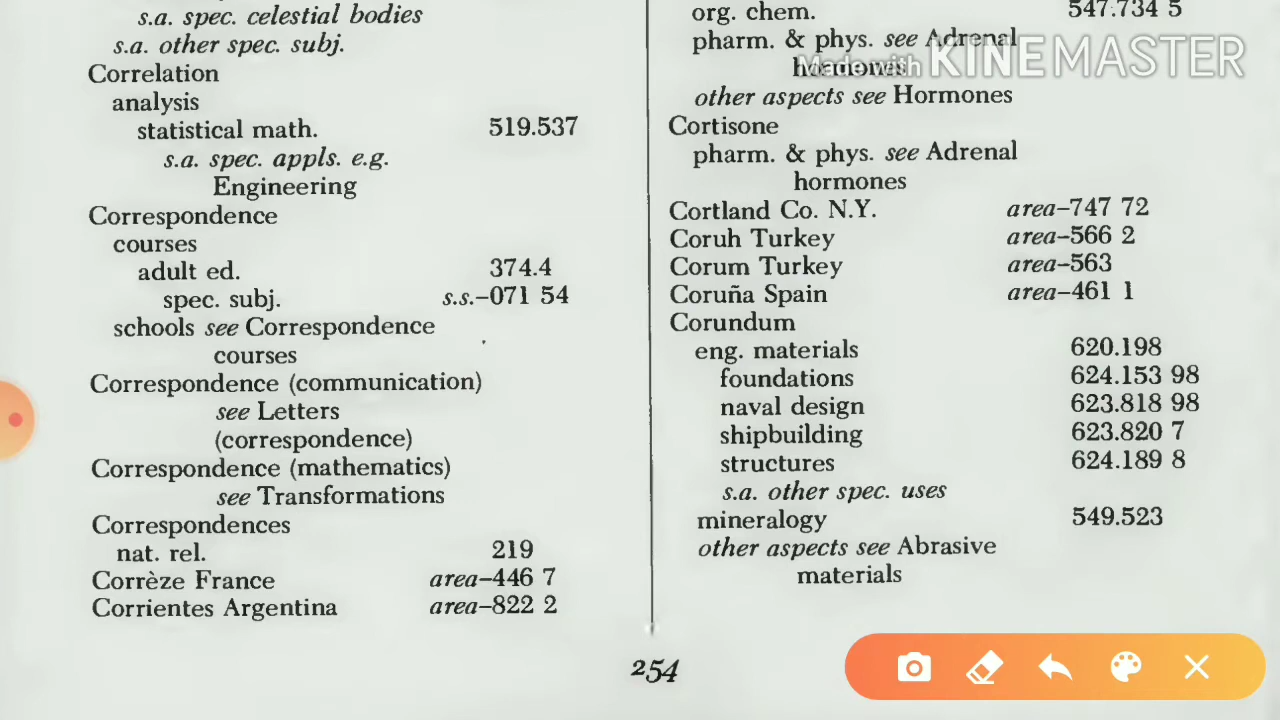 s.a. spec. celestial bodies
s.a. other spec. subj.
Correlation
analysis
statistical math. 519.537
s.a. spec. appls. e.g.
Engineering
Correspondence
courses
adult ed. 374.4
spec. subj. s.s.–071 54
schools see Correspondence
courses
Correspondence (communication)
see Letters
(correspondence)
Correspondence (mathematics)
see Transformations
Correspondences
nat. rel. 219
Corrèze France area–446 7
Corrientes Argentina area–822 2
org. chem. 547.734 5
pharm. & phys. see Adrenal
hormones
other aspects see Hormones
Cortisone
pharm. & phys. see Adrenal
hormones
Cortland Co. N.Y. area–747 72
Coruh Turkey area–566 2
Corum Turkey area–563
Coruña Spain area–461 1
Corundum
eng. materials 620.198
foundations 624.153 98
naval design 623.818 98
shipbuilding 623.820 7
structures 624.189 8
s.a. other spec. uses
mineralogy 549.523
other aspects see Abrasive
materials
254
Made with KINEMASTER